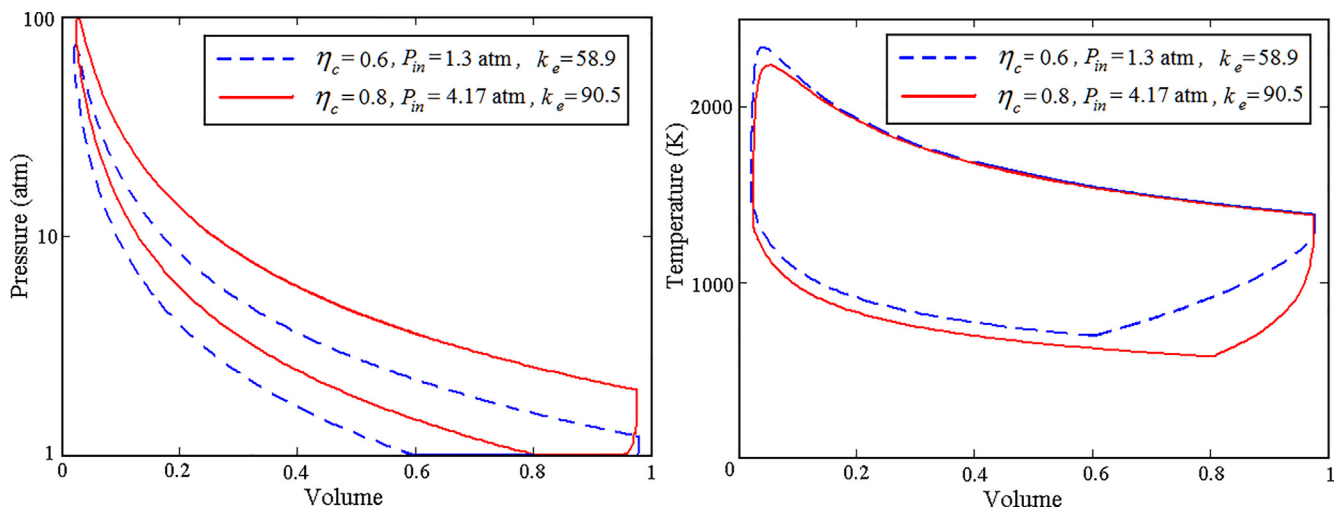 100
10
1
Pressure (atm)
η_c=0.6, P_in=1.3 atm, k_e=58.9
η_c=0.8, P_in=4.17 atm, k_e=90.5
0 0.2 0.4 0.6 0.8 1
Volume
2000
1000
0
Temperature (K)
η_c=0.6, P_in=1.3 atm, k_e=58.9
η_c=0.8, P_in=4.17 atm, k_e=90.5
0 0.2 0.4 0.6 0.8 1
Volume